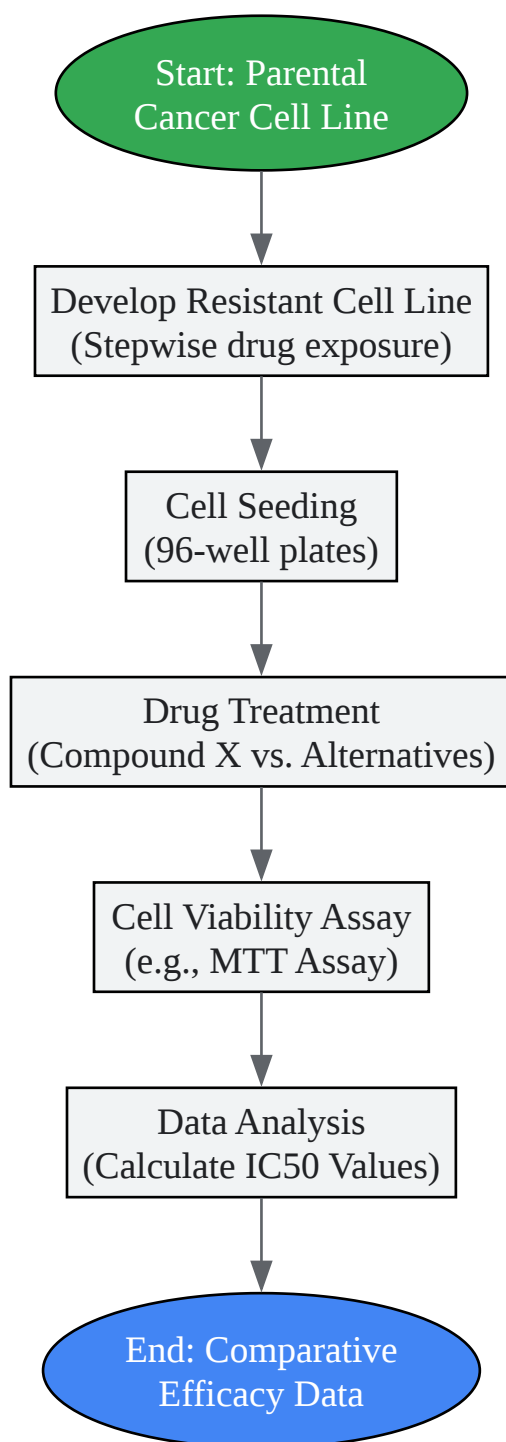 Start: Parental
Cancer Cell Line
Develop Resistant Cell Line
(Stepwise drug exposure)
Cell Seeding
(96-well plates)
Drug Treatment
(Compound X vs. Alternatives)
Cell Viability Assay
(e.g., MTT Assay)
Data Analysis
(Calculate IC50 Values)
End: Comparative
Efficacy Data